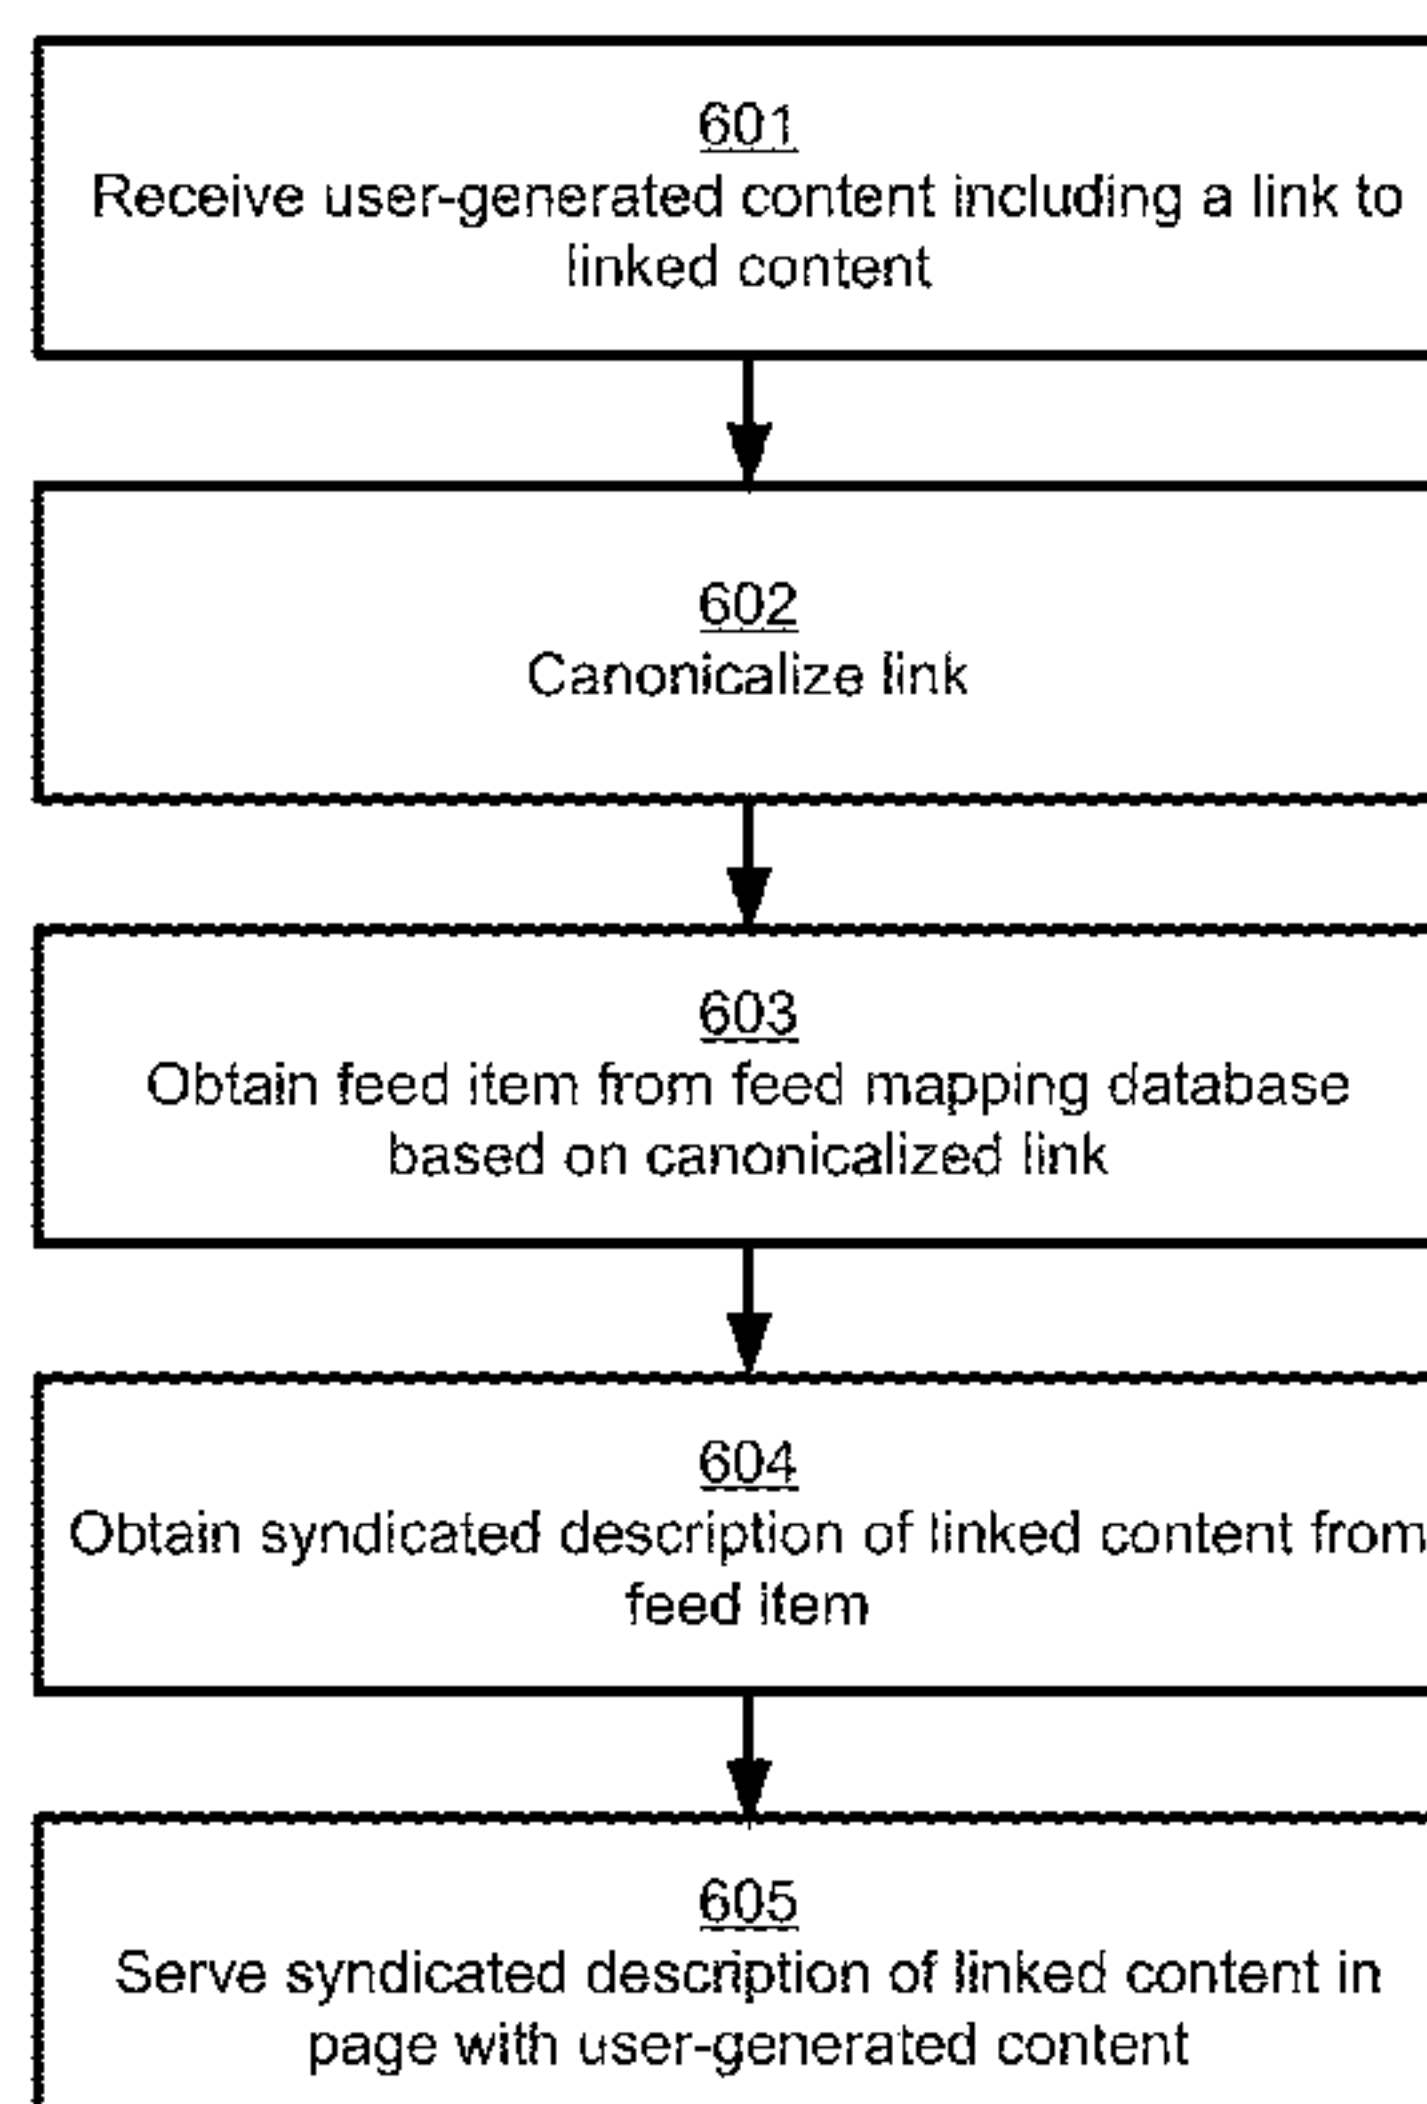 601
Receive user-generated content including a link to
linked content
602
Canonicalize link
603
Obtain feed item from feed mapping database
based on canonicalized link
604
Obtain syndicated description of linked content from
feed item
605
Serve syndicated description of linked content in
page with user-generated content